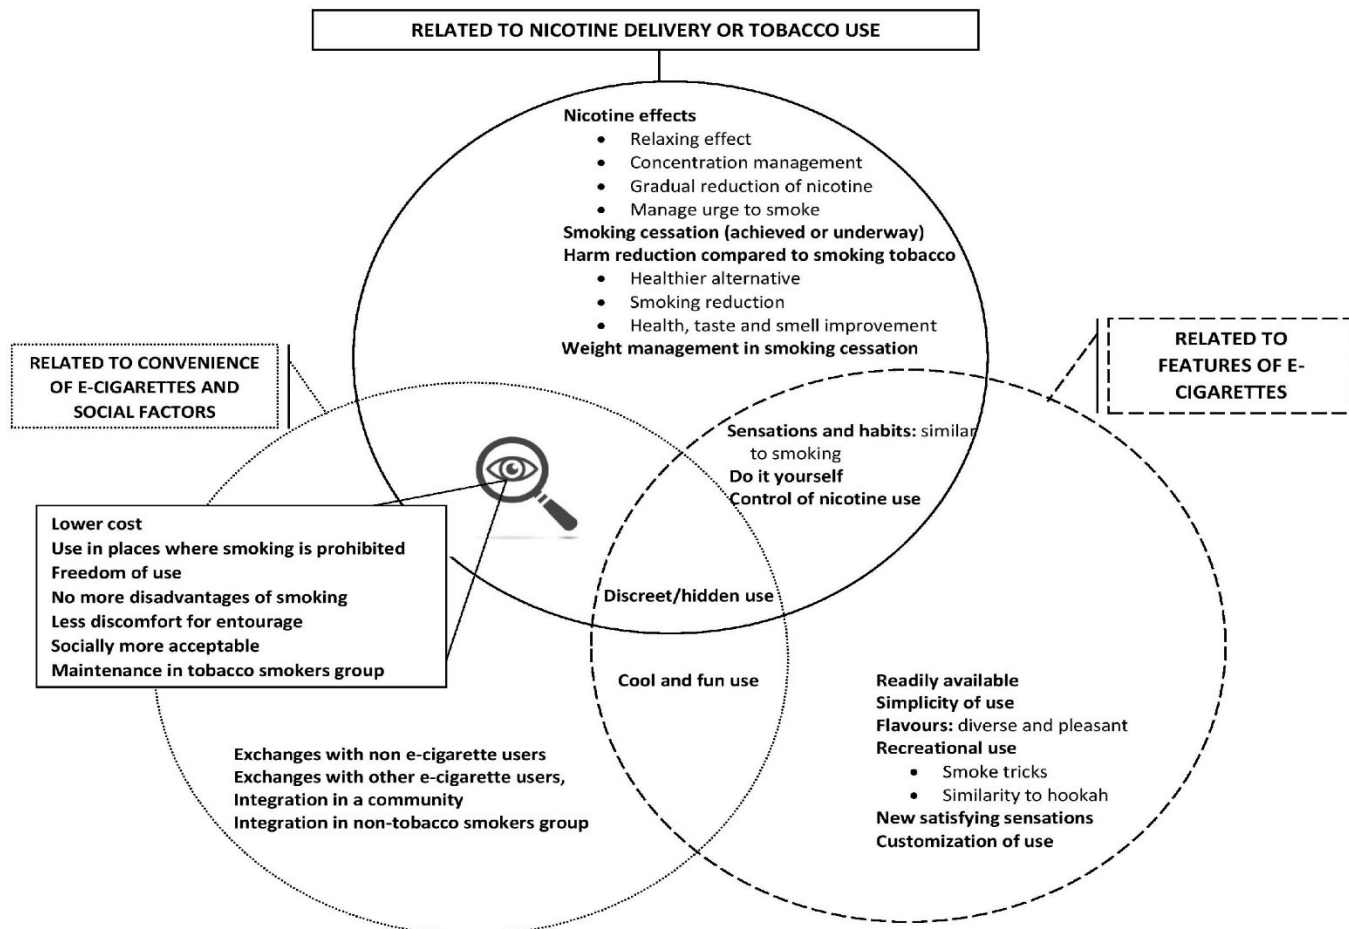 RELATED TO NICOTINE DELIVERY OR TOBACCO USE
Nicotine effects
• Relaxing effect
• Concentration management
• Gradual reduction of nicotine
• Manage urge to smoke
Smoking cessation (achieved or underway)
Harm reduction compared to smoking tobacco
• Healthier alternative
• Smoking reduction
• Health, taste and smell improvement
Weight management in smoking cessation
RELATED TO CONVENIENCE
OF E-CIGARETTES AND
SOCIAL FACTORS
RELATED TO
FEATURES OF E-
CIGARETTES
Sensations and habits: similar
to smoking
Do it yourself
Control of nicotine use
Lower cost
Use in places where smoking is prohibited
Freedom of use
No more disadvantages of smoking
Less discomfort for entourage
Socially more acceptable
Maintenance in tobacco smokers group
Discreet/hidden use
Cool and fun use
Exchanges with non e-cigarette users
Exchanges with other e-cigarette users,
Integration in a community
Integration in non-tobacco smokers group
Readily available
Simplicity of use
Flavours: diverse and pleasant
Recreational use
• Smoke tricks
• Similarity to hookah
New satisfying sensations
Customization of use